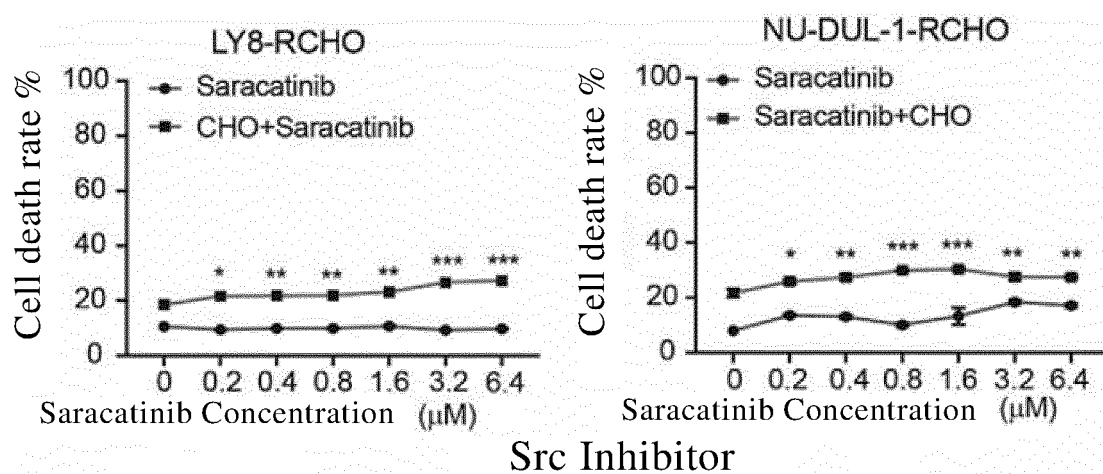 LY8-RCHO
Cell death rate %
100
80
60
40
20
0
Saracatinib
CHO+Saracatinib
* ** ** ** *** ***
0 0.2 0.4 0.8 1.6 3.2 6.4
Saracatinib Concentration (μM)
NU-DUL-1-RCHO
Cell death rate %
100
80
60
40
20
0
Saracatinib
Saracatinib+CHO
* ** *** *** ** **
0 0.2 0.4 0.8 1.6 3.2 6.4
Saracatinib Concentration (μM)
Src Inhibitor